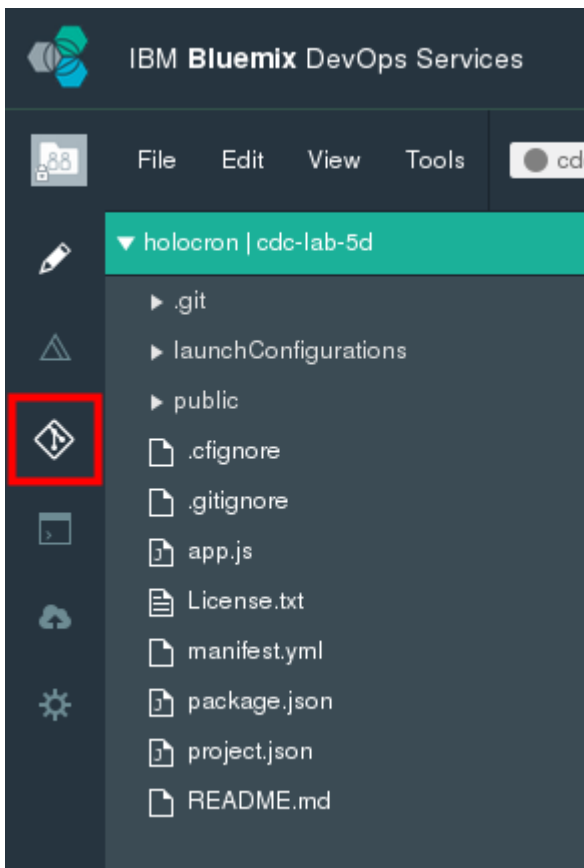 IBM Bluemix DevOps Services
File Edit View Tools cd
holocron | cdc-lab-5d
.git
launchConfigurations
public
.cfignore
.gitignore
app.js
License.txt
manifest.yml
package.json
project.json
README.md